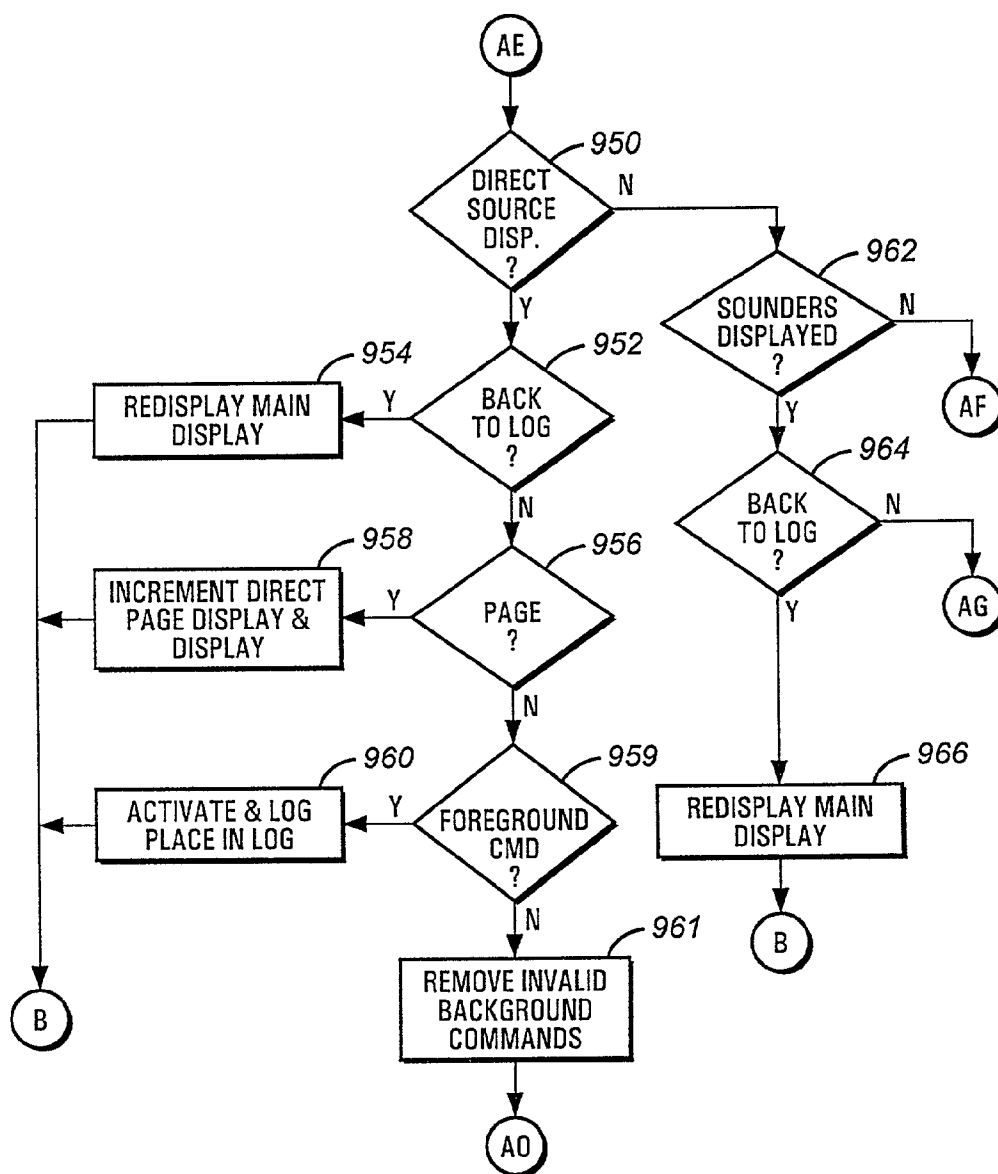 AE
950
DIRECT
SOURCE
DISP.
?
N
Y
962
SOUNDERS
DISPLAYED
?
N
Y
AF
954
REDISPLAY MAIN
DISPLAY
Y
952
BACK
TO LOG
?
N
964
BACK
TO LOG
?
N
Y
AG
958
INCREMENT DIRECT
PAGE DISPLAY &
DISPLAY
Y
956
PAGE
?
N
960
ACTIVATE & LOG
PLACE IN LOG
Y
959
FOREGROUND
CMD
?
N
966
REDISPLAY MAIN
DISPLAY
B
961
REMOVE INVALID
BACKGROUND
COMMANDS
B
AO